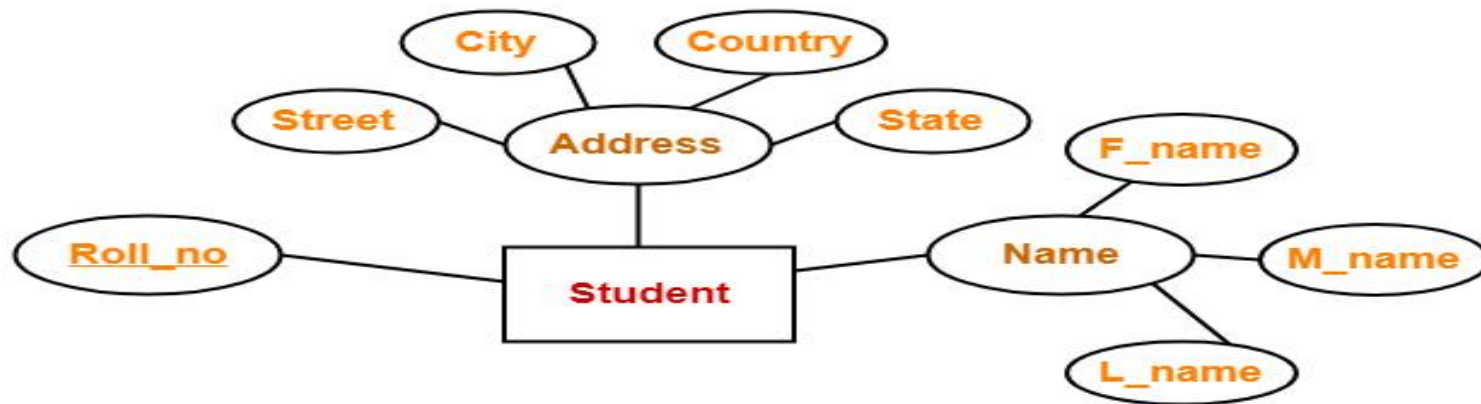 City
Country
Street
Address
State
F_name
Roll_no
Student
Name
M_name
L_name